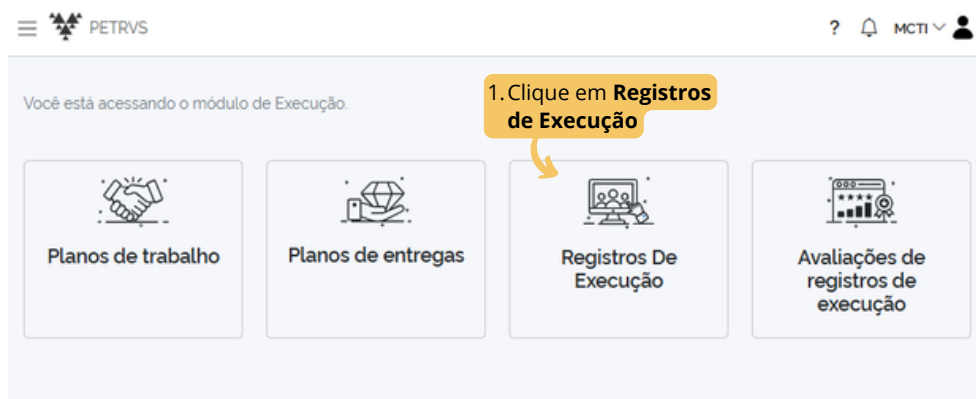 PETRVS
? MCTI
Você está acessando o módulo de Execução.
1. Clique em Registros
de Execução
Planos de trabalho
Planos de entregas
Registros De
Execução
Avaliações de
registros de
execução